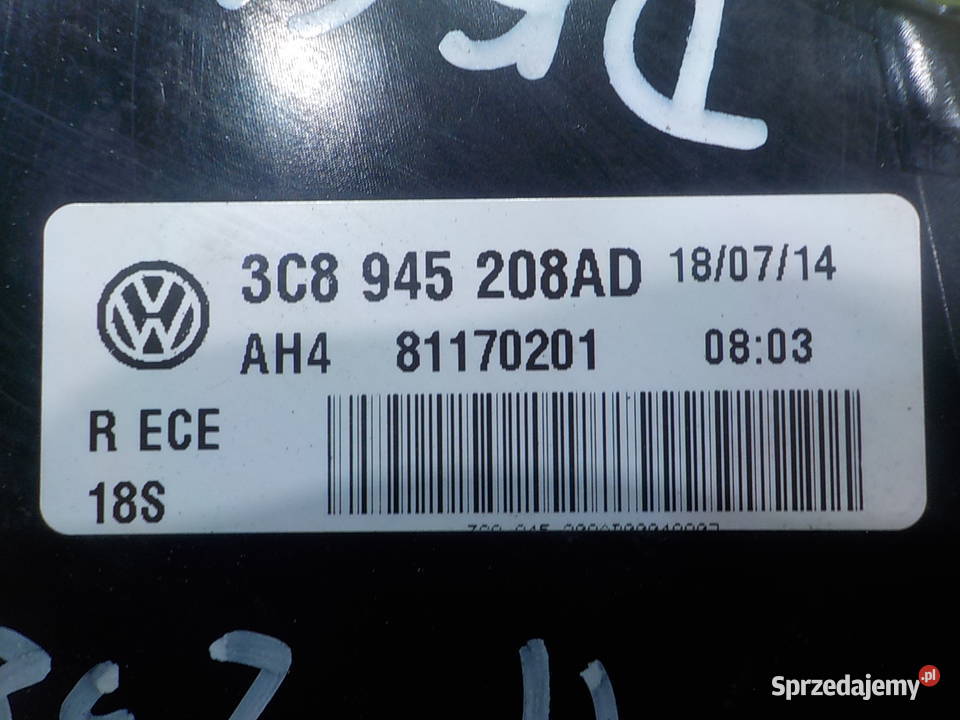 3C8 945 208AD 18/07/14
AH4 81170201 08:03
R ECE
18S
Sprzedajemy.pl